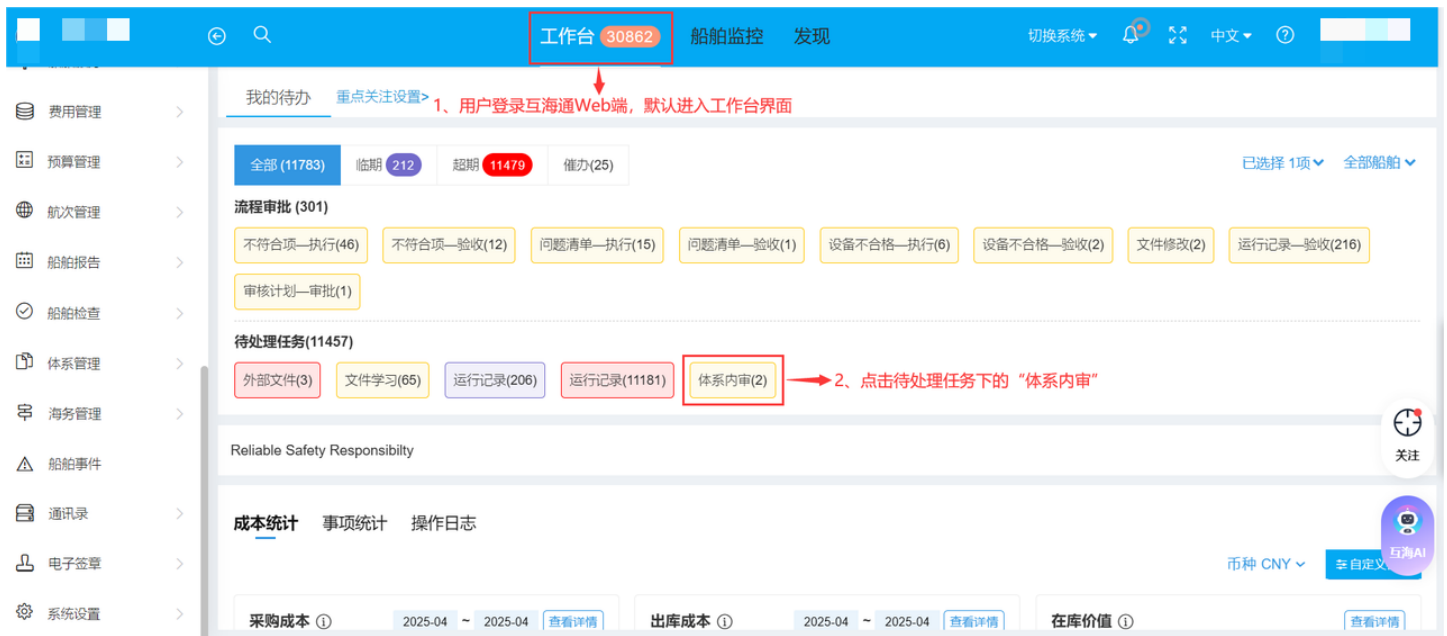 工作台 30862 船舶监控 发现 切换系统 中文
我的待办 重点关注设置>
1、用户登录互海通Web端，默认进入工作台界面
费用管理
预算管理
航次管理
船舶报告
船舶检查
体系管理
海务管理
船舶事件
通讯录
电子签章
系统设置
全部 (11783) 临期 212 超期 11479 催办(25) 已选择 1项 全部船舶
流程审批 (301)
不符合项—执行(46) 不符合项—验收(12) 问题清单—执行(15) 问题清单—验收(1) 设备不合格—执行(6) 设备不合格—验收(2) 文件修改(2) 运行记录—验收(216)
审核计划—审批(1)
待处理任务(11457)
外部文件(3) 文件学习(65) 运行记录(206) 运行记录(11181) 体系内审(2) 2、点击待处理任务下的“体系内审”
Reliable Safety Responsibilty
关注
成本统计 事项统计 操作日志
互海AI
币种 CNY 自定义
采购成本 2025-04 ~ 2025-04 查看详情 出库成本 2025-04 ~ 2025-04 查看详情 在库价值 查看详情